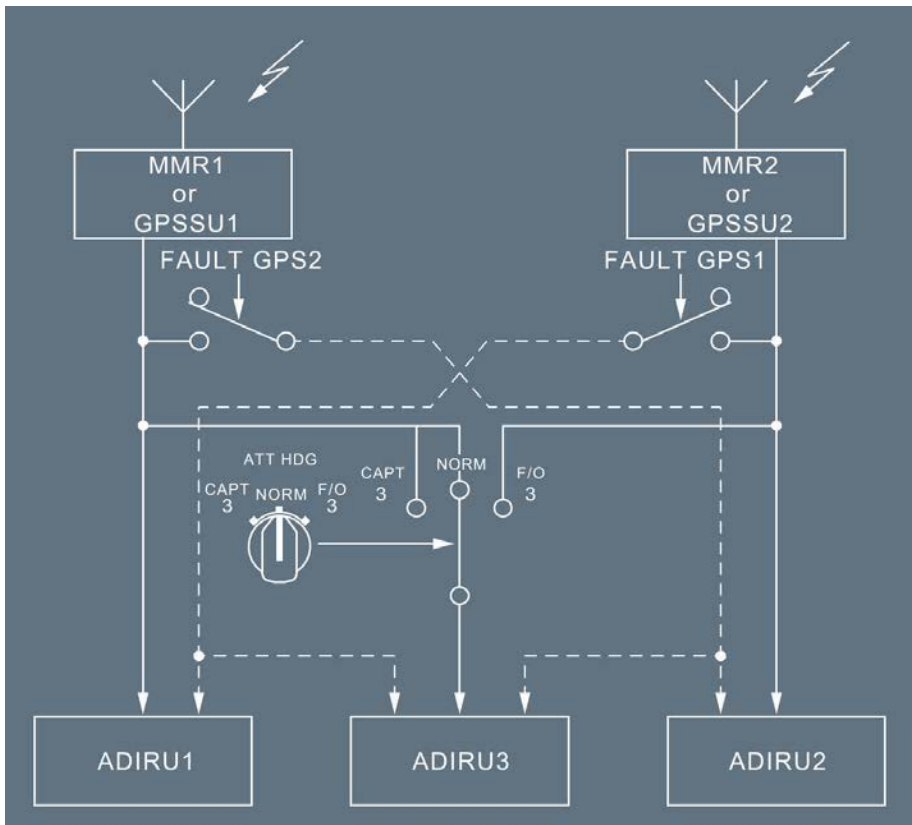 MMR1
or
GPSSU1
MMR2
or
GPSSU2
FAULT GPS2
FAULT GPS1
ATT HDG
CAPT
3
NORM
F/O
3
CAPT
3
NORM
F/O
3
ADIRU1
ADIRU3
ADIRU2